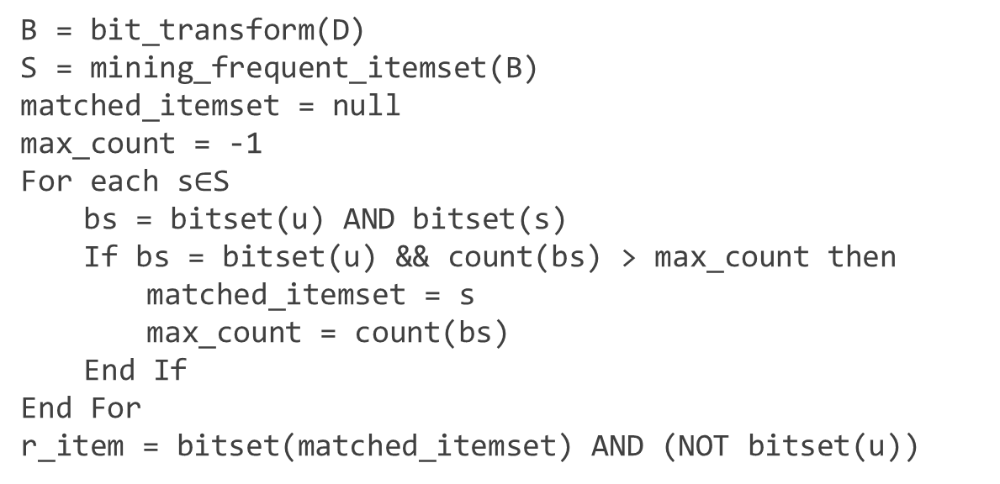 B = bit_transform(D)
S = mining_frequent_itemset(B)
matched_itemset = null
max_count = -1
For each s∈S
    bs = bitset(u) AND bitset(s)
    If bs = bitset(u) && count(bs) > max_count then
        matched_itemset = s
        max_count = count(bs)
    End If
End For
r_item = bitset(matched_itemset) AND (NOT bitset(u))